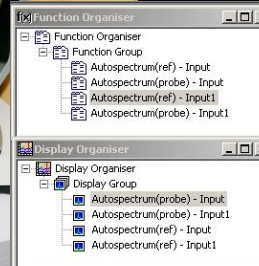 Function Organiser
Function Organiser
Function Group
Autospectrum(ref) - Input
Autospectrum(probe) - Input
Autospectrum(ref) - Input1
Autospectrum(probe) - Input1
Display Organiser
Display Organiser
Display Group
Autospectrum(probe) - Input
Autospectrum(probe) - Input1
Autospectrum(ref) - Input
Autospectrum(ref) - Input1